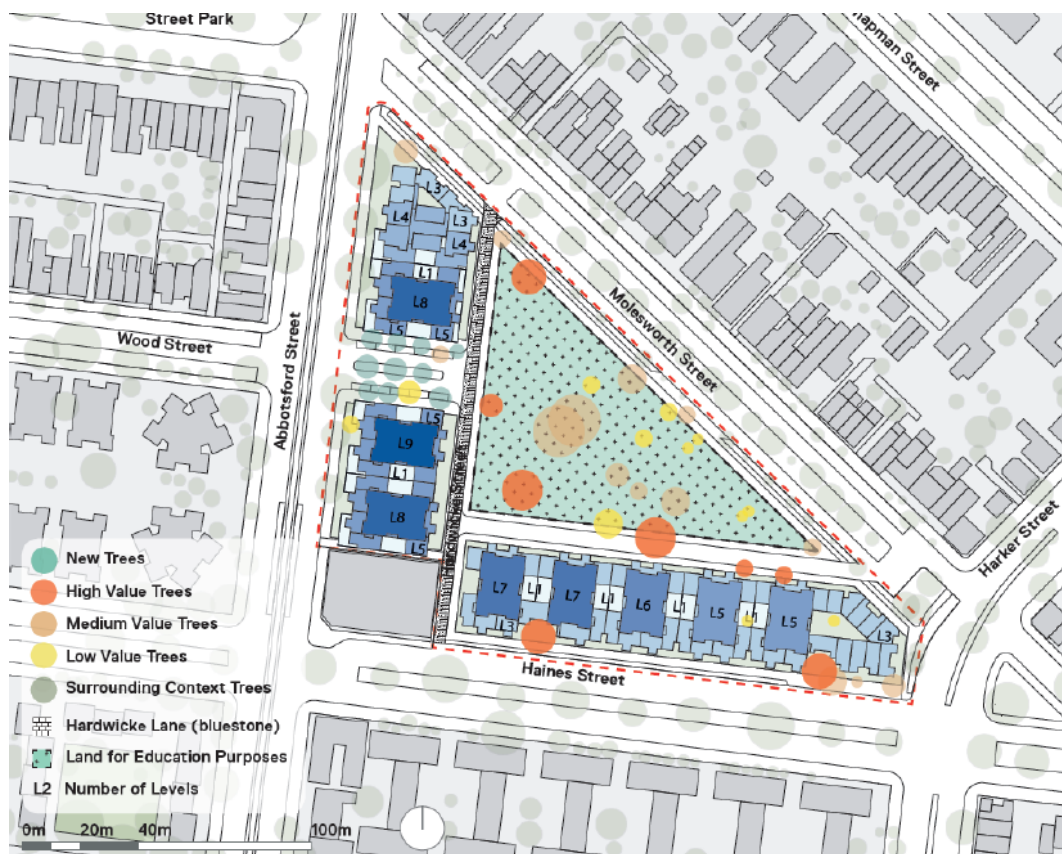 Street Park
Chapman Street
L3
L4
L3
L4
L1
L8
L5
L5
Molesworth Street
Wood Street
Abbotsford Street
L5
L9
L1
L8
L5
Harker Street
New Trees
High Value Trees
Medium Value Trees
Low Value Trees
Surrounding Context Trees
Hardwicke Lane (bluestone)
Land for Education Purposes
L2 Number of Levels
L7
L1
L7
L1
L6
L1
L5
L1
L5
L3
L3
Haines Street
0m 20m 40m 100m